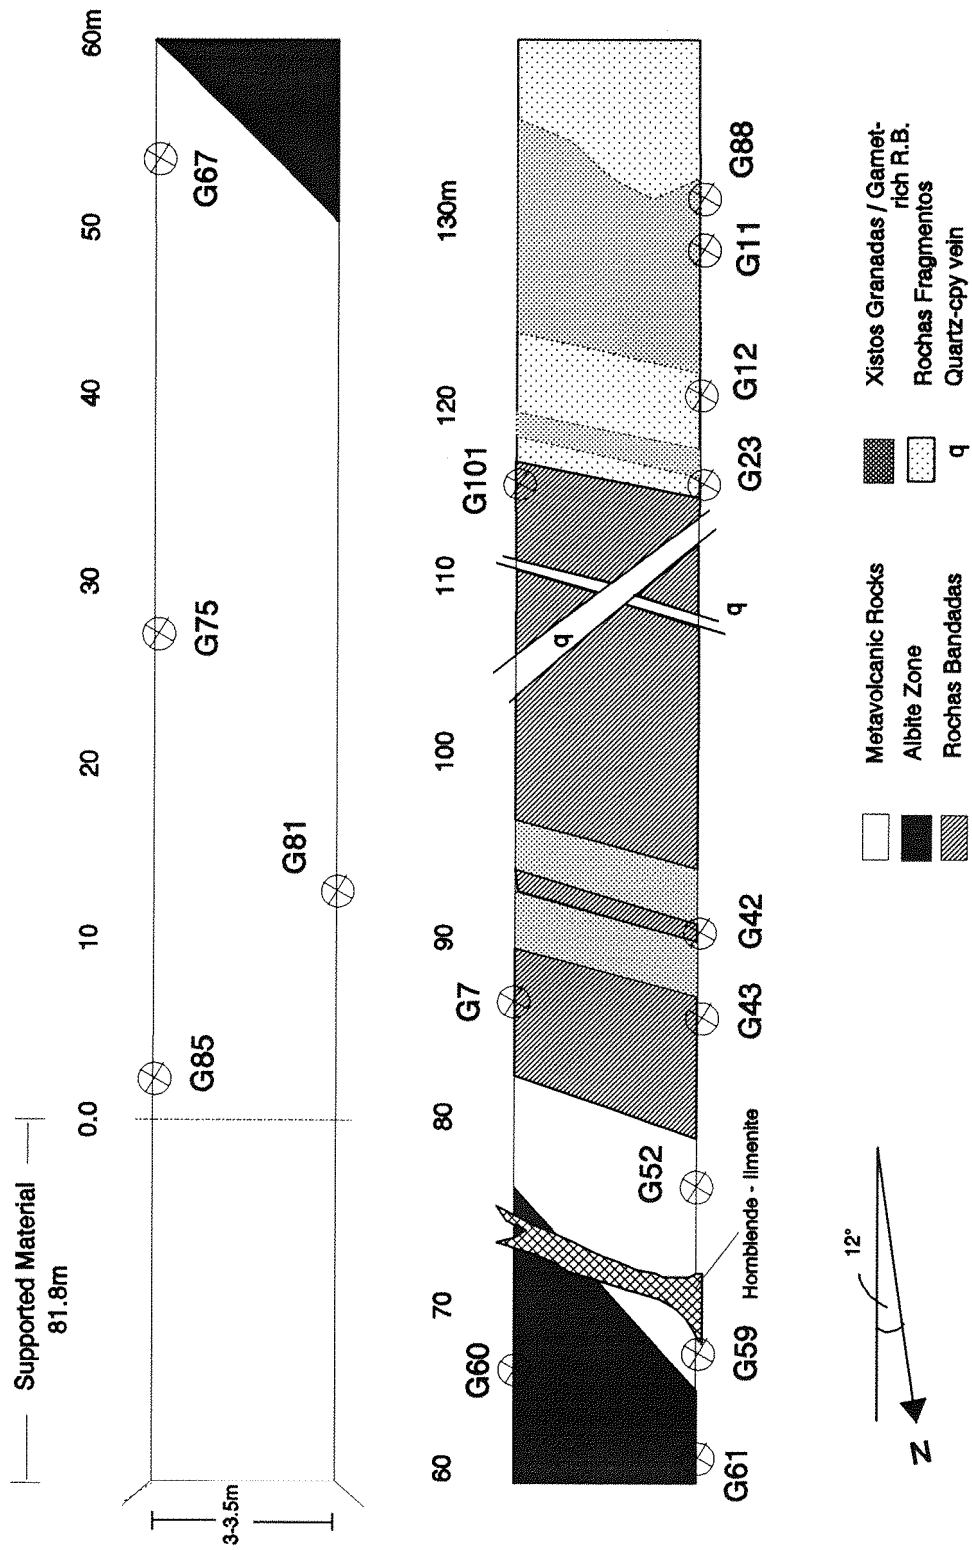 Supported Material
81.8m
0.0
10
20
30
40
50
60m
3-3.5m
G85
G81
G75
G67
60
70
80
90
100
110
120
130m
G60
G7
G101
q
q
G61
G59
G52
G43
G42
G23
G12
G11
G88
Hornblende - Ilmenite
12°
N
Metavolcanic Rocks
Albite Zone
Rochas Bandadas
Xistos Granadas / Garnet-
rich R.B.
Rochas Fragmentos
q Quartz-cpy vein